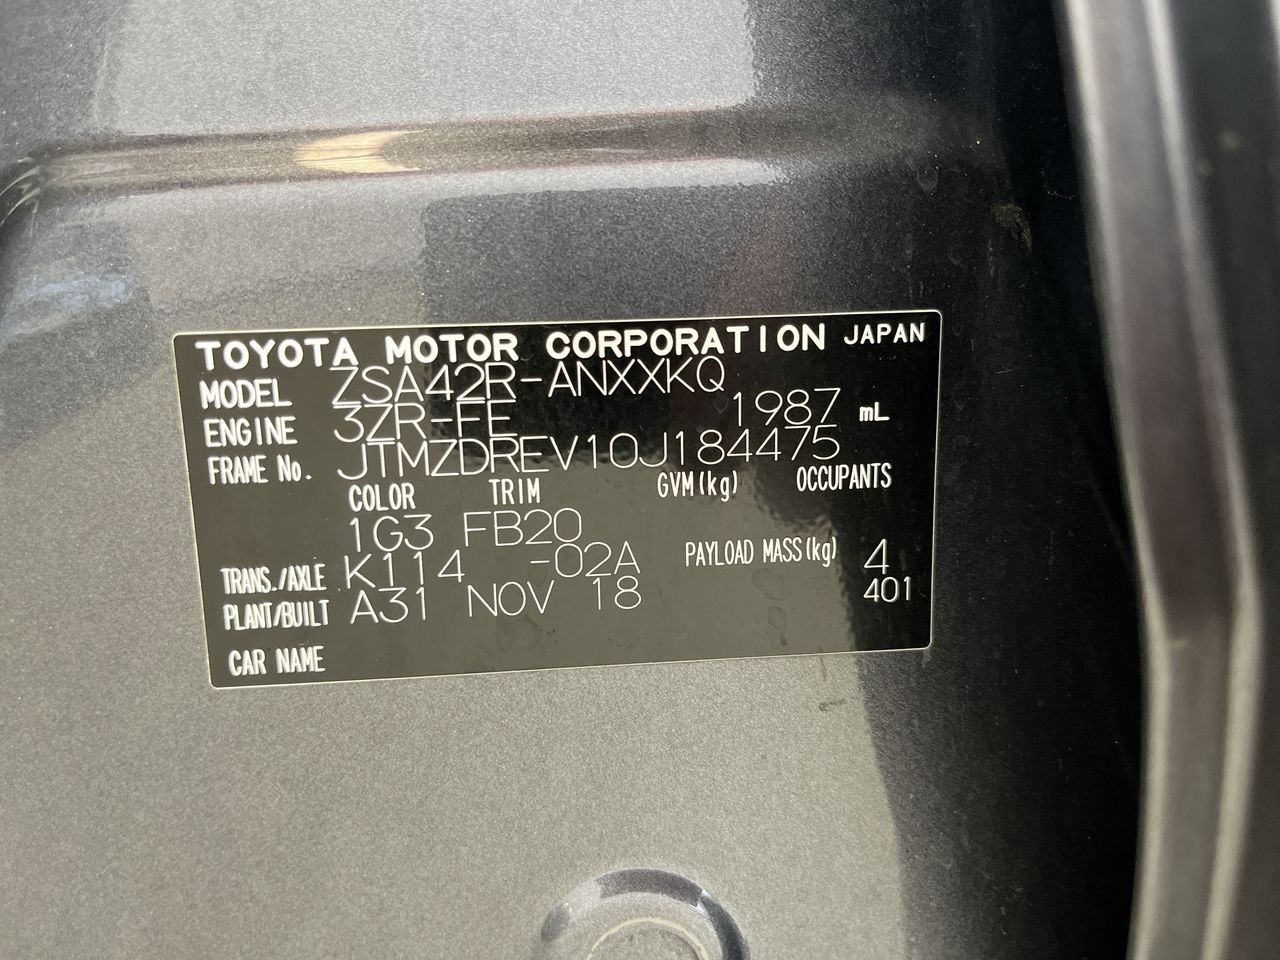 TOYOTA MOTOR CORPORATION JAPAN
MODEL ZSA42R-ANXXKQ
ENGINE 3ZR-FE 1987 mL
FRAME No. JTMZDREV10J184475
COLOR TRIM GVM(kg) OCCUPANTS
1G3 FB20
TRANS./AXLE K114 -02A PAYLOAD MASS(kg) 4
PLANT/BUILT A31 NOV 18 401
CAR NAME